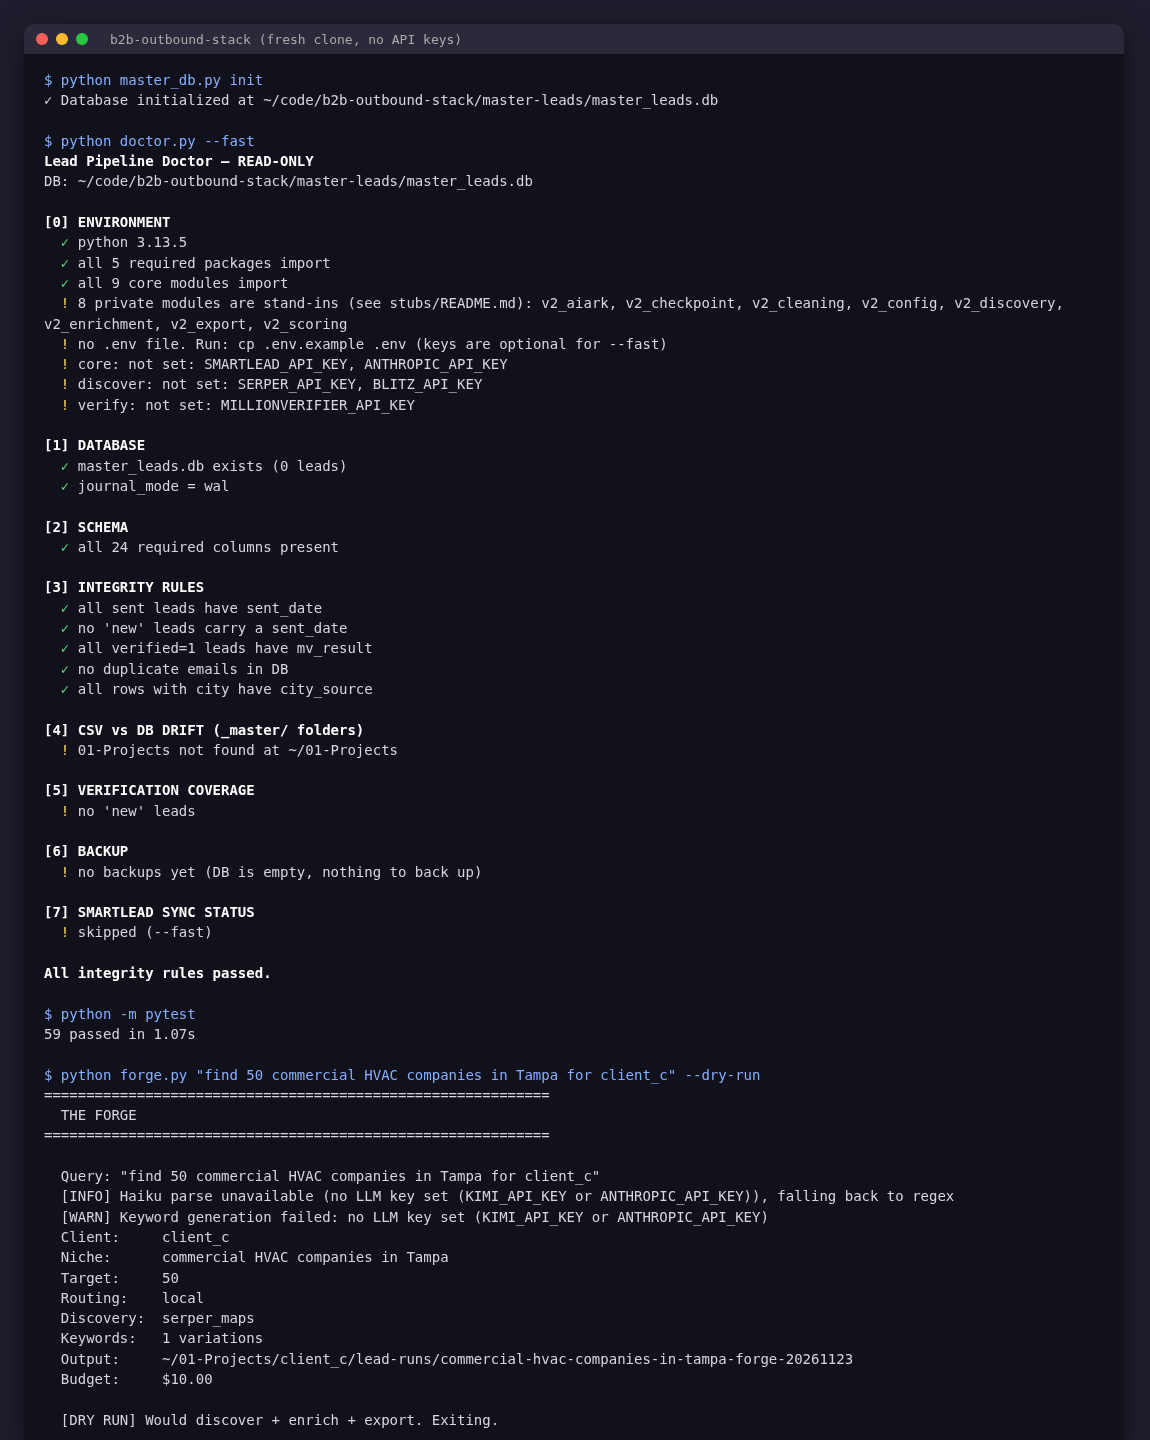 b2b-outbound-stack (fresh clone, no API keys)
$ python master_db.py init
✓ Database initialized at ~/code/b2b-outbound-stack/master-leads/master_leads.db
$ python doctor.py --fast
Lead Pipeline Doctor — READ-ONLY
DB: ~/code/b2b-outbound-stack/master-leads/master_leads.db
[0] ENVIRONMENT
✓ python 3.13.5
✓ all 5 required packages import
✓ all 9 core modules import
! 8 private modules are stand-ins (see stubs/README.md): v2_aiark, v2_checkpoint, v2_cleaning, v2_config, v2_discovery,
v2_enrichment, v2_export, v2_scoring
! no .env file. Run: cp .env.example .env (keys are optional for --fast)
! core: not set: SMARTLEAD_API_KEY, ANTHROPIC_API_KEY
! discover: not set: SERPER_API_KEY, BLITZ_API_KEY
! verify: not set: MILLIONVERIFIER_API_KEY
[1] DATABASE
✓ master_leads.db exists (0 leads)
✓ journal_mode = wal
[2] SCHEMA
✓ all 24 required columns present
[3] INTEGRITY RULES
✓ all sent leads have sent_date
✓ no 'new' leads carry a sent_date
✓ all verified=1 leads have mv_result
✓ no duplicate emails in DB
✓ all rows with city have city_source
[4] CSV vs DB DRIFT (_master/ folders)
! 01-Projects not found at ~/01-Projects
[5] VERIFICATION COVERAGE
! no 'new' leads
[6] BACKUP
! no backups yet (DB is empty, nothing to back up)
[7] SMARTLEAD SYNC STATUS
! skipped (--fast)
All integrity rules passed.
$ python -m pytest
59 passed in 1.07s
$ python forge.py "find 50 commercial HVAC companies in Tampa for client_c" --dry-run
============================================================
THE FORGE
============================================================
Query: "find 50 commercial HVAC companies in Tampa for client_c"
[INFO] Haiku parse unavailable (no LLM key set (KIMI_API_KEY or ANTHROPIC_API_KEY)), falling back to regex
[WARN] Keyword generation failed: no LLM key set (KIMI_API_KEY or ANTHROPIC_API_KEY)
Client: client_c
Niche: commercial HVAC companies in Tampa
Target: 50
Routing: local
Discovery: serper_maps
Keywords: 1 variations
Output: ~/01-Projects/client_c/lead-runs/commercial-hvac-companies-in-tampa-forge-20261123
Budget: $10.00
[DRY RUN] Would discover + enrich + export. Exiting.